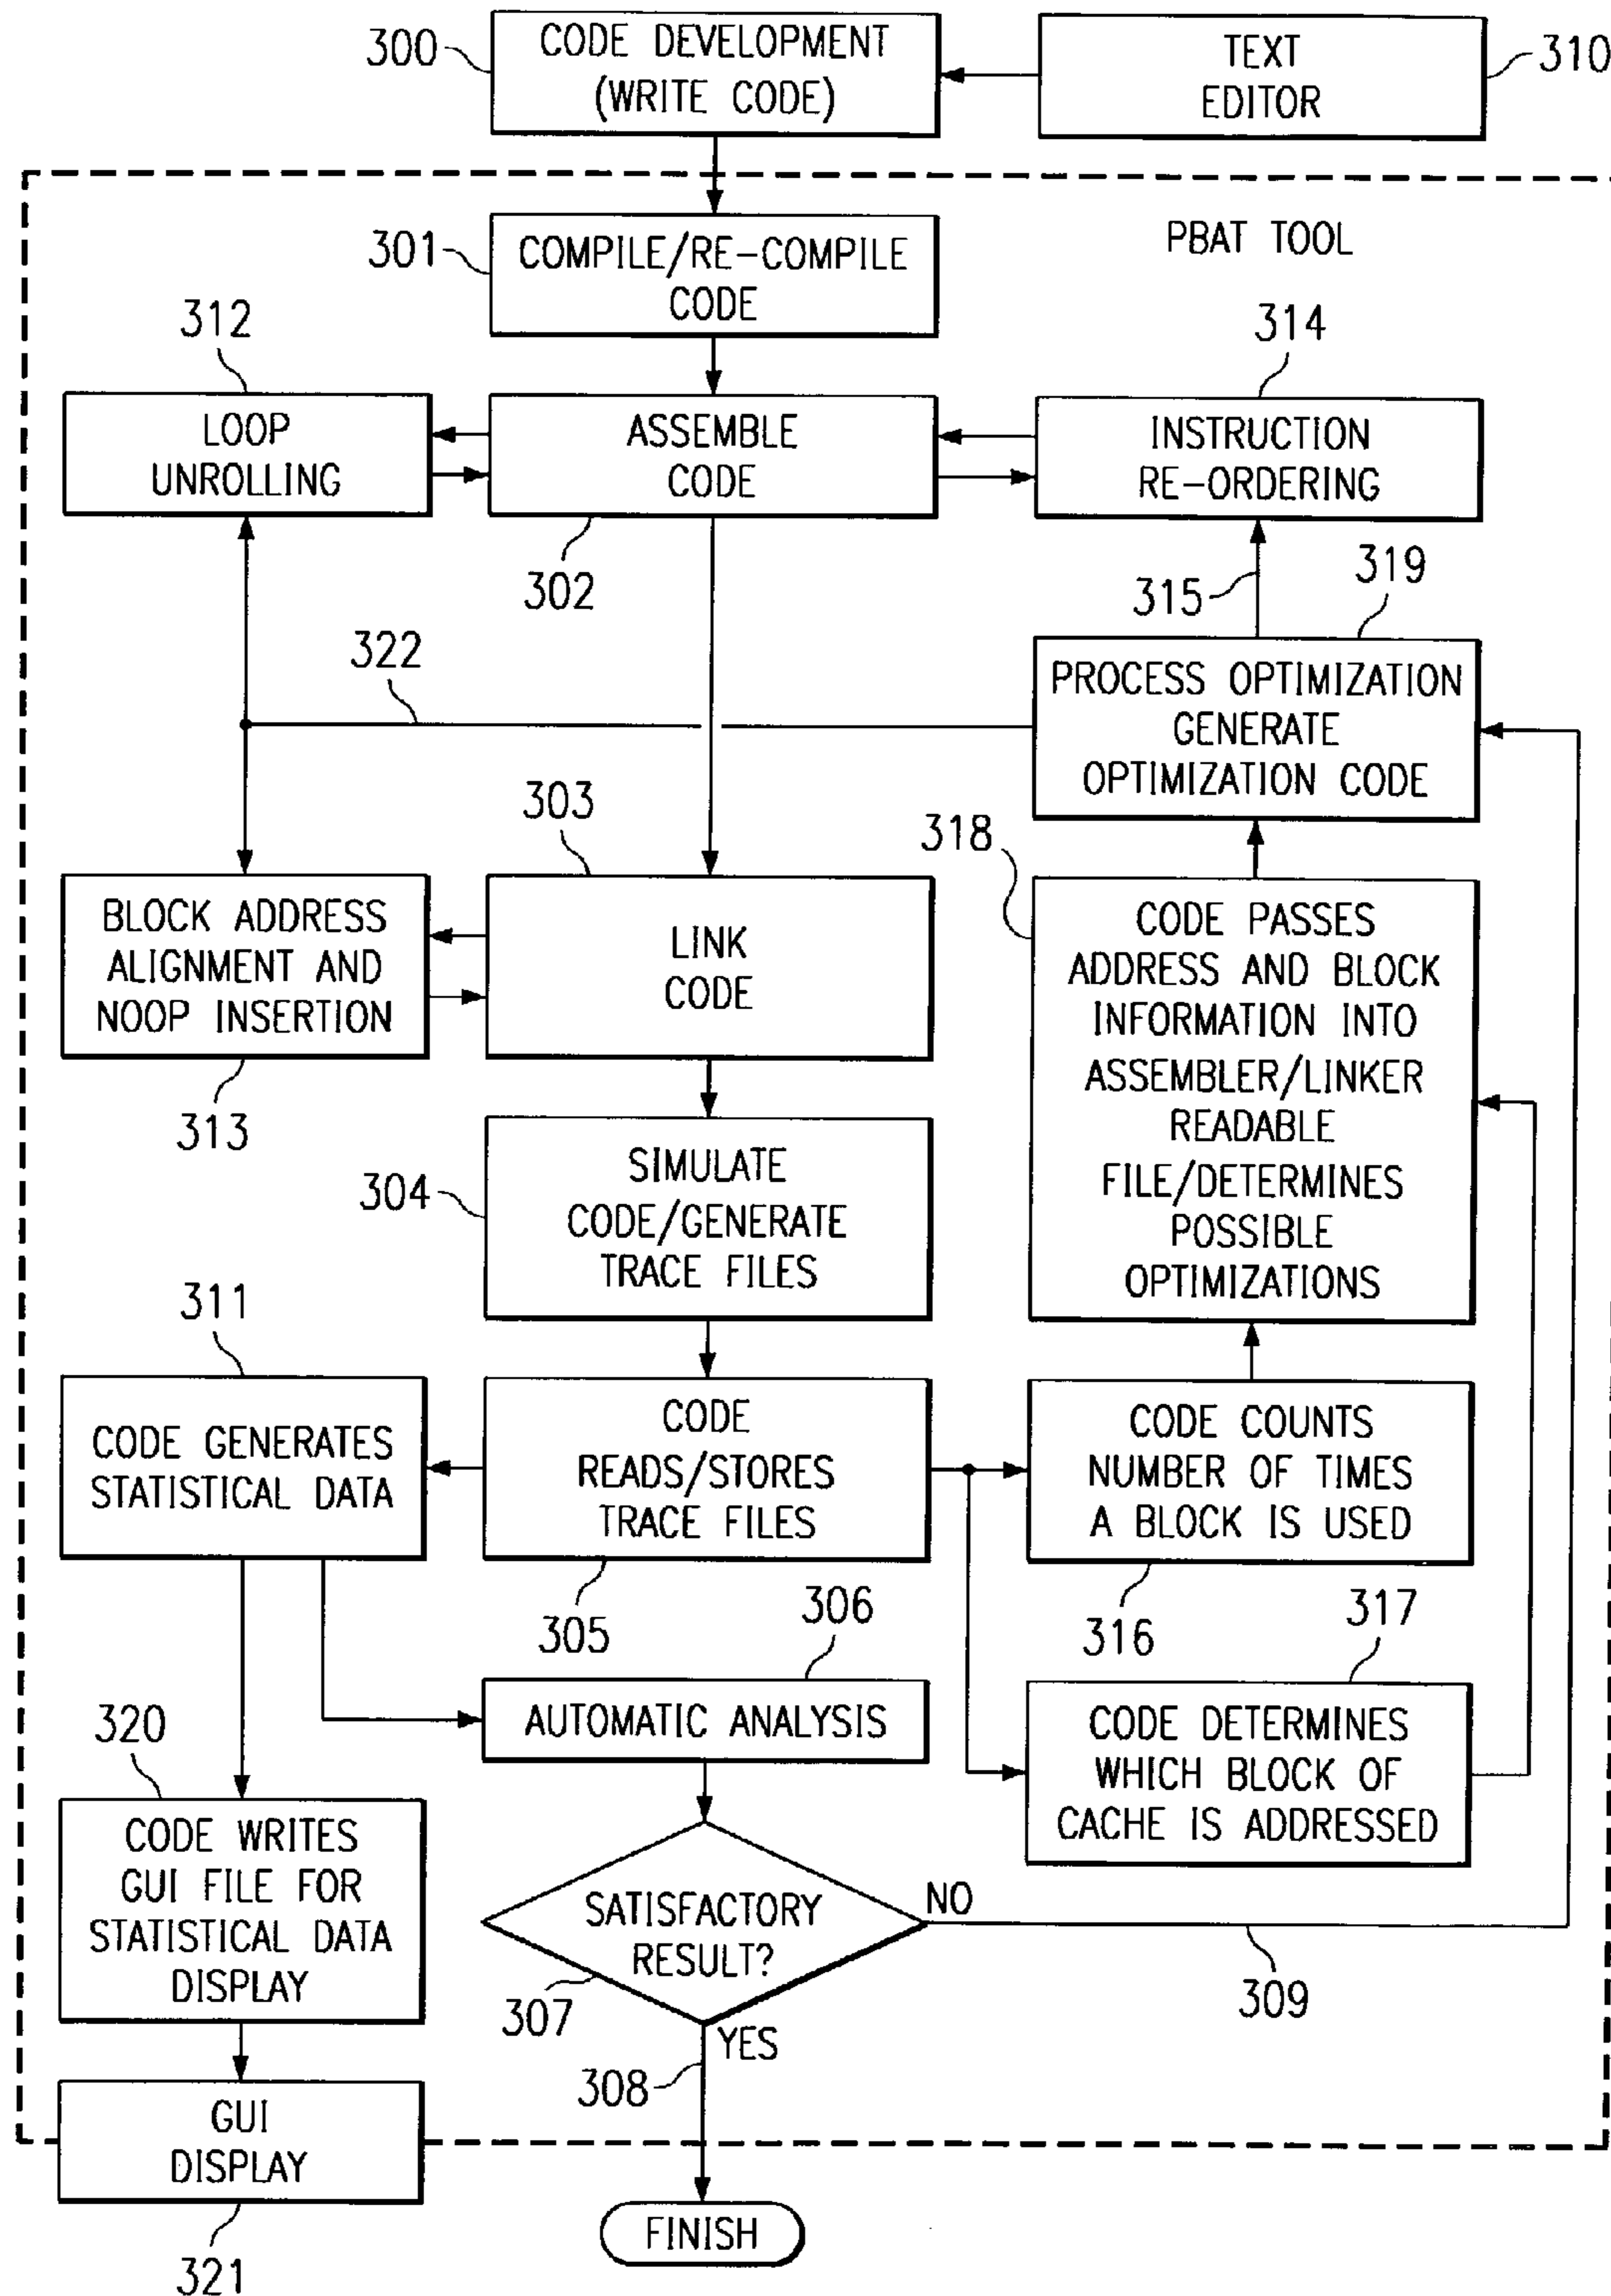 300
CODE DEVELOPMENT
(WRITE CODE)
TEXT
EDITOR
310
PBAT TOOL
301
COMPILE/RE-COMPILE
CODE
312
LOOP
UNROLLING
ASSEMBLE
CODE
302
314
INSTRUCTION
RE-ORDERING
315
319
322
PROCESS OPTIMIZATION
GENERATE
OPTIMIZATION CODE
303
318
BLOCK ADDRESS
ALIGNMENT AND
NOOP INSERTION
313
LINK
CODE
CODE PASSES
ADDRESS AND BLOCK
INFORMATION INTO
ASSEMBLER/LINKER
READABLE
FILE/DETERMINES
POSSIBLE
OPTIMIZATIONS
304
SIMULATE
CODE/GENERATE
TRACE FILES
311
CODE GENERATES
STATISTICAL DATA
CODE
READS/STORES
TRACE FILES
305
CODE COUNTS
NUMBER OF TIMES
A BLOCK IS USED
316
306
317
AUTOMATIC ANALYSIS
CODE DETERMINES
WHICH BLOCK OF
CACHE IS ADDRESSED
320
CODE WRITES
GUI FILE FOR
STATISTICAL DATA
DISPLAY
SATISFACTORY
RESULT?
307
NO
309
YES
308
GUI
DISPLAY
321
FINISH